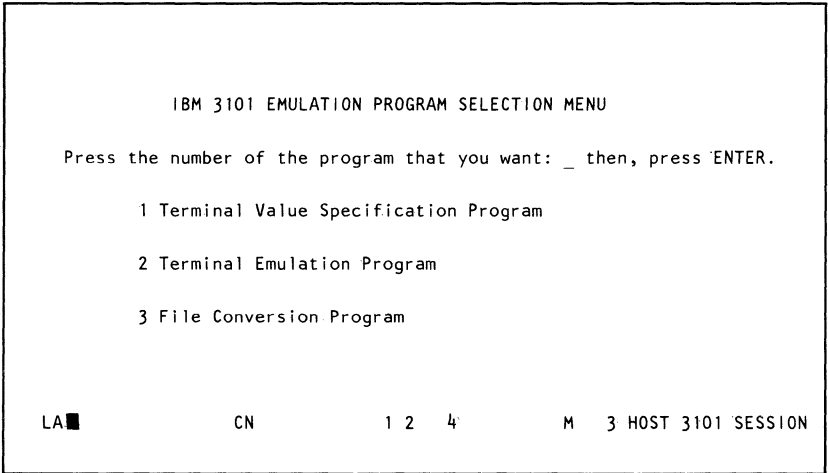 IBM 3101 EMULATION PROGRAM SELECTION MENU
Press the number of the program that you want: _ then, press ENTER.
1 Terminal Value Specification Program
2 Terminal Emulation Program
3 File Conversion Program
LA■ CN 1 2 4 M 3 HOST 3101 SESSION